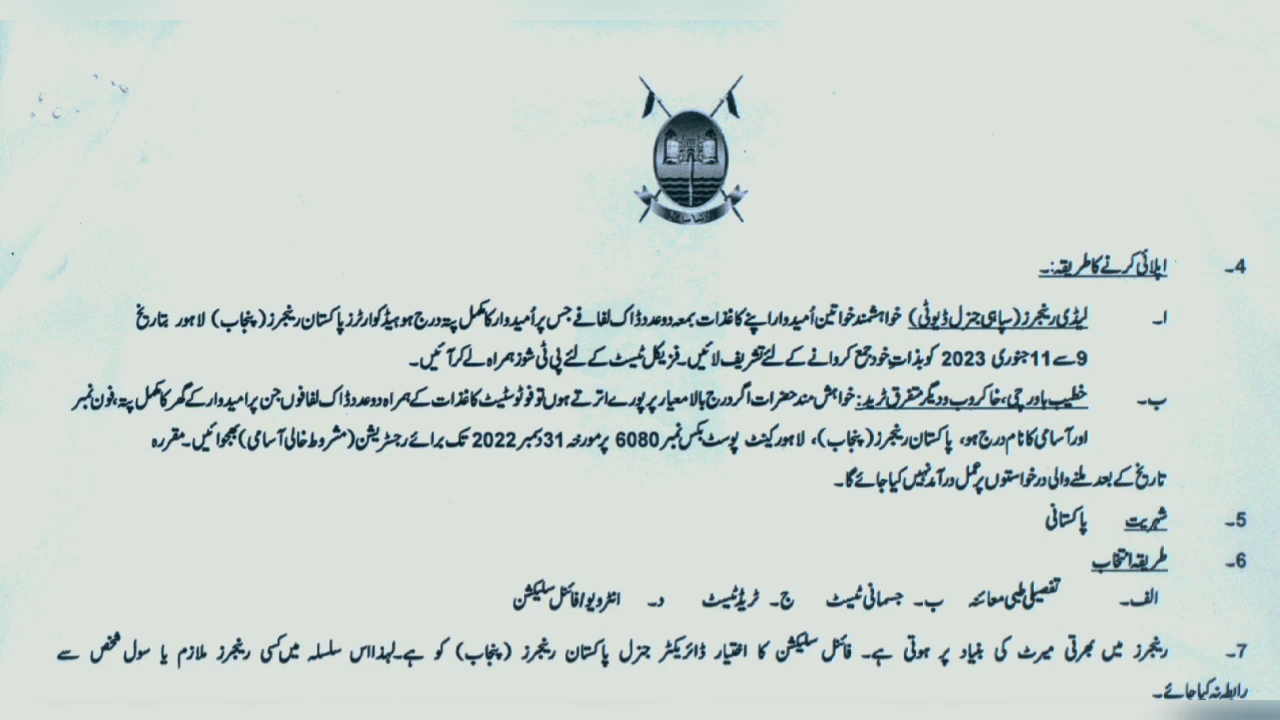 4۔ اپلائی کرنے کا طریقہ:۔
ا۔ لیڈی رینجرز (سپاہی جنرل ڈیوٹی) خواہشمند خواتین اُمیدوار اپنے کاغذات بمعہ دو عدد ڈاک لفافے جس پر اُمیدوار کا مکمل پتہ درج ہو ہیڈ کوارٹرز پاکستان رینجرز (پنجاب) لاہور بتاریخ
9 سے 11 جنوری 2023 کو بذاتِ خود جمع کروانے کے لئے تشریف لائیں۔ فزیکل ٹیسٹ کے لئے پی ٹی شوز ہمراہ لے کر آئیں۔
ب۔ خطیب، باورچی، خاکروب و دیگر متفرق ٹریڈ: خواہش مند حضرات اگر درج بالا معیار پر پورے اترتے ہوں تو فوٹوسٹیٹ کاغذات کے ہمراہ دو عدد ڈاک لفافوں جن پر امیدوار کے گھر کا مکمل پتہ، فون نمبر
اور آسامی کا نام درج ہو، پاکستان رینجرز (پنجاب)، لاہور کینٹ پوسٹ بکس نمبر 6080 پر مورخہ 31 دسمبر 2022 تک برائے رجسٹریشن (مشروط خالی آسامی) بھجوائیں۔ مقررہ
تاریخ کے بعد ملنے والی درخواستوں پر عمل درآمد نہیں کیا جائے گا۔
5۔ شہریت پاکستانی
6۔ طریقہ انتخاب
الف۔ تفصیلی طبی معائنہ ب۔ جسمانی ٹیسٹ ج۔ ٹریڈ ٹیسٹ د۔ انٹرویو/فائنل سلیکشن
7۔ رینجرز میں بھرتی میرٹ کی بنیاد پر ہوتی ہے۔ فائنل سلیکشن کا اختیار ڈائریکٹر جنرل پاکستان رینجرز (پنجاب) کو ہے۔ لہذا اس سلسلہ میں کسی رینجرز ملازم یا سول شخص سے
رابطہ نہ کیا جائے۔